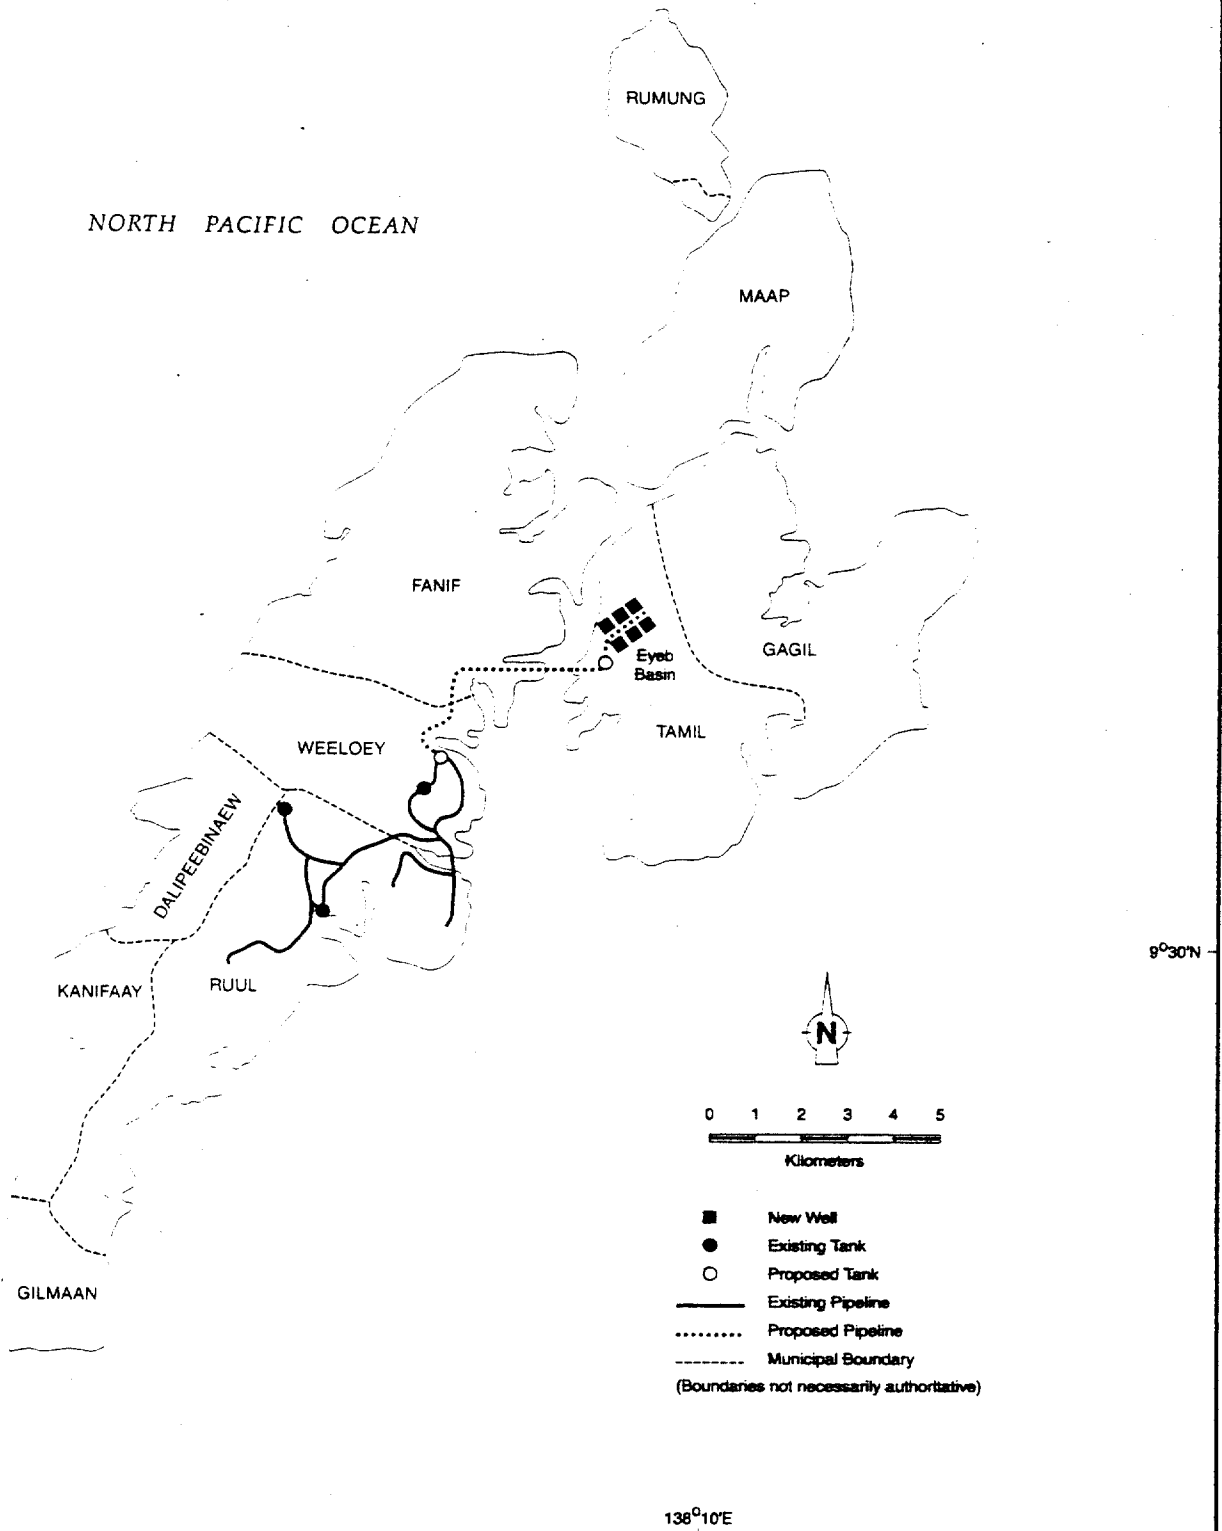 RUMUNG
NORTH PACIFIC OCEAN
MAAP
FANIF
GAGIL
Eyeb
Basin
TAMIL
WEELOEY
DALIPEEBINAEW
9°30'N
KANIFAAY
RUUL
N
0 1 2 3 4 5
Kilometers
New Well
Existing Tank
Proposed Tank
GILMAAN
Existing Pipeline
Proposed Pipeline
Municipal Boundary
(Boundaries not necessarily authoritative)
138°10'E